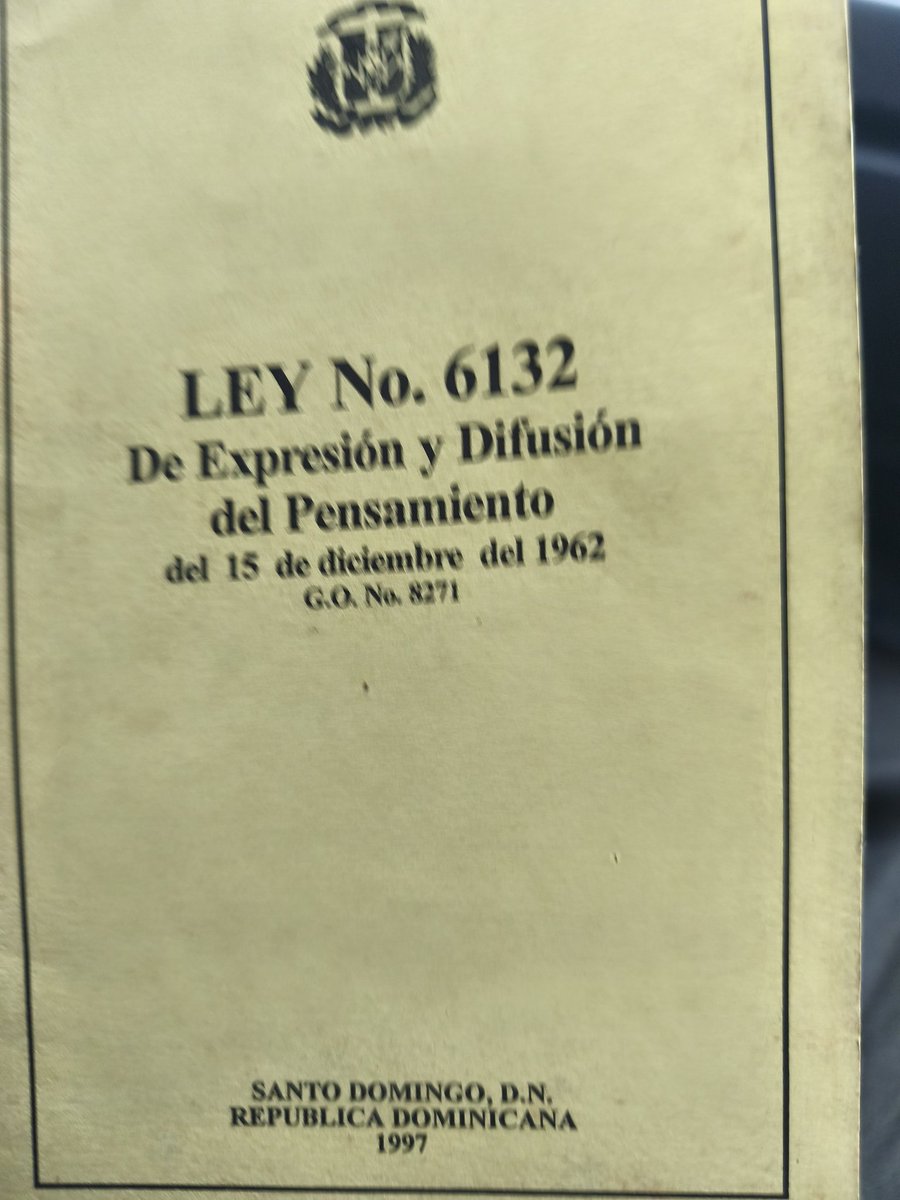 LEY No. 6132
De Expresión y Difusión
del Pensamiento
del 15 de diciembre del 1962
G.O. No. 8271
SANTO DOMINGO, D.N.
REPUBLICA DOMINICANA
1997